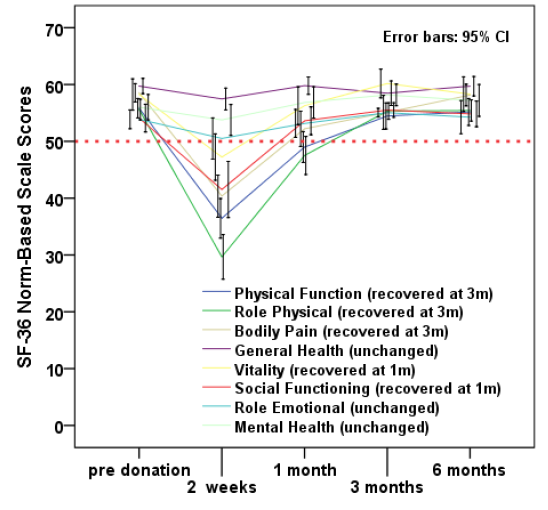 SF-36 Norm-Based Scale Scores
70
60
50
40
30
20
10
0
Error bars: 95% CI
Physical Function (recovered at 3m)
Role Physical (recovered at 3m)
Bodily Pain (recovered at 3m)
General Health (unchanged)
Vitality (recovered at 1m)
Social Functioning (recovered at 1m)
Role Emotional (unchanged)
Mental Health (unchanged)
pre donation
2 weeks
1 month
3 months
6 months